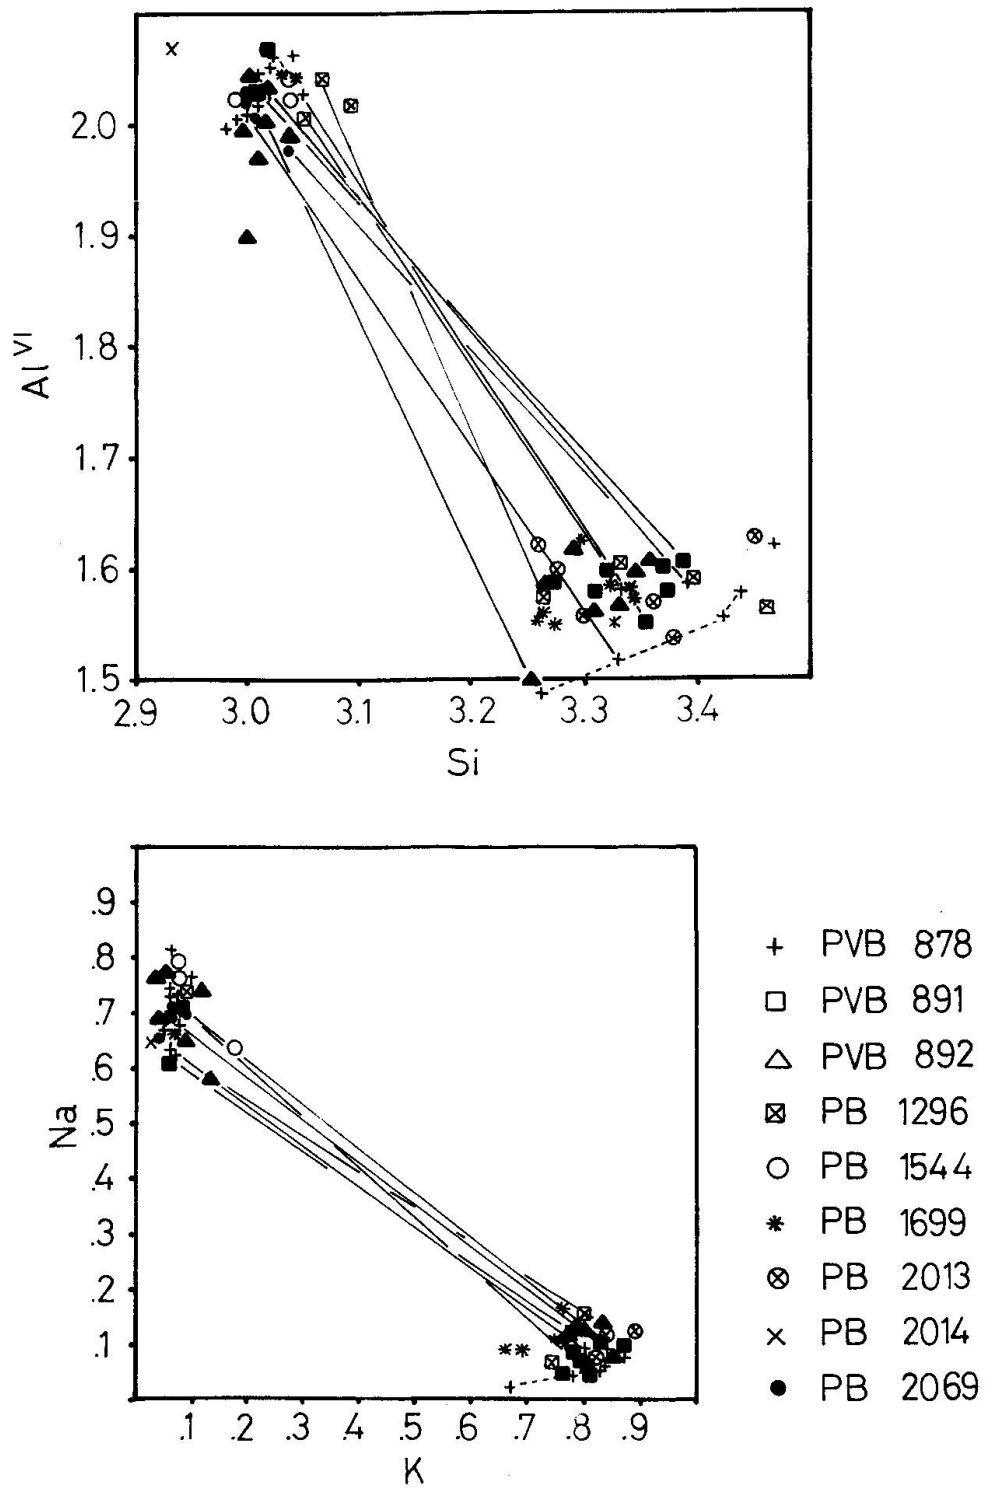 2.0
1.9
1.8
1.7
1.6
1.5
Al VI
2.9 3.0 3.1 3.2 3.3 3.4
Si
.9
.8
.7
.6
.5
.4
.3
.2
.1
Na
.1 .2 .3 .4 .5 .6 .7 .8 .9
K
PVB 878
PVB 891
PVB 892
PB 1296
PB 1544
PB 1699
PB 2013
PB 2014
PB 2069